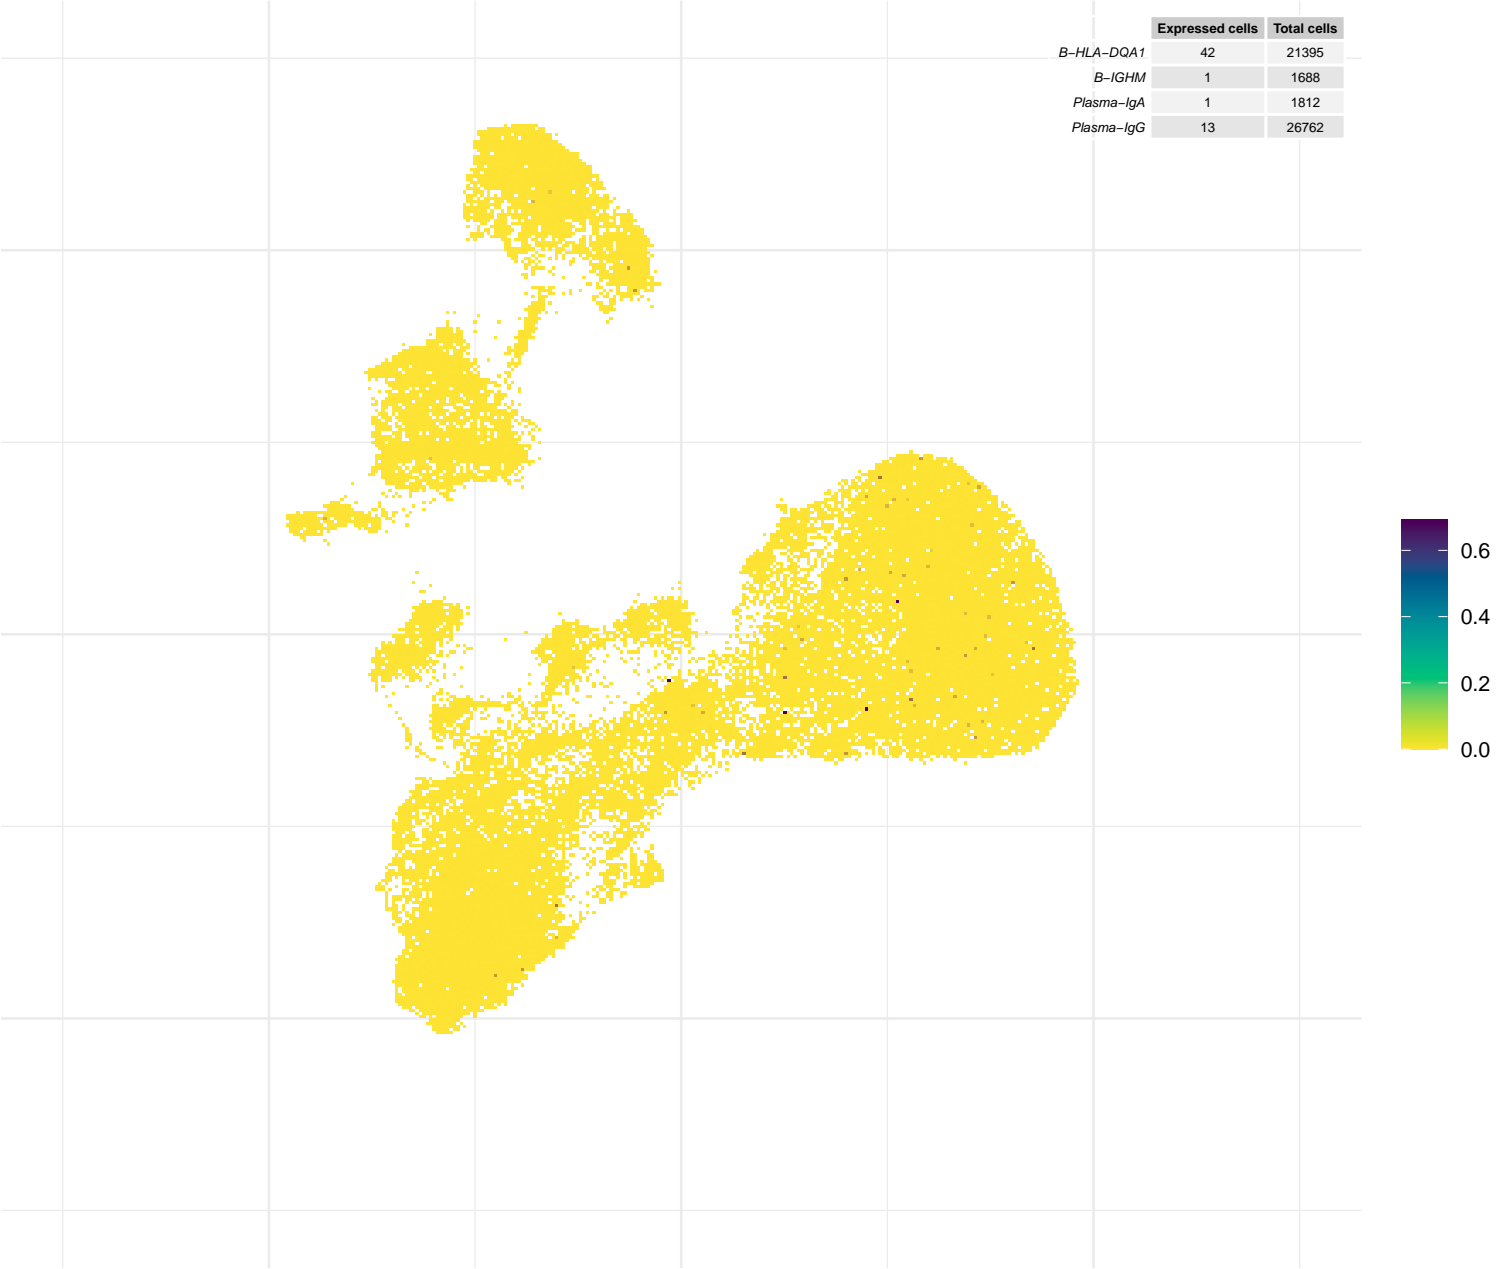 Expressed cells Total cells
B−HLA−DQA1 42 21395
B−IGHM 1 1688
Plasma−IgA 1 1812
Plasma−IgG 13 26762
0.6
0.4
0.2
0.0